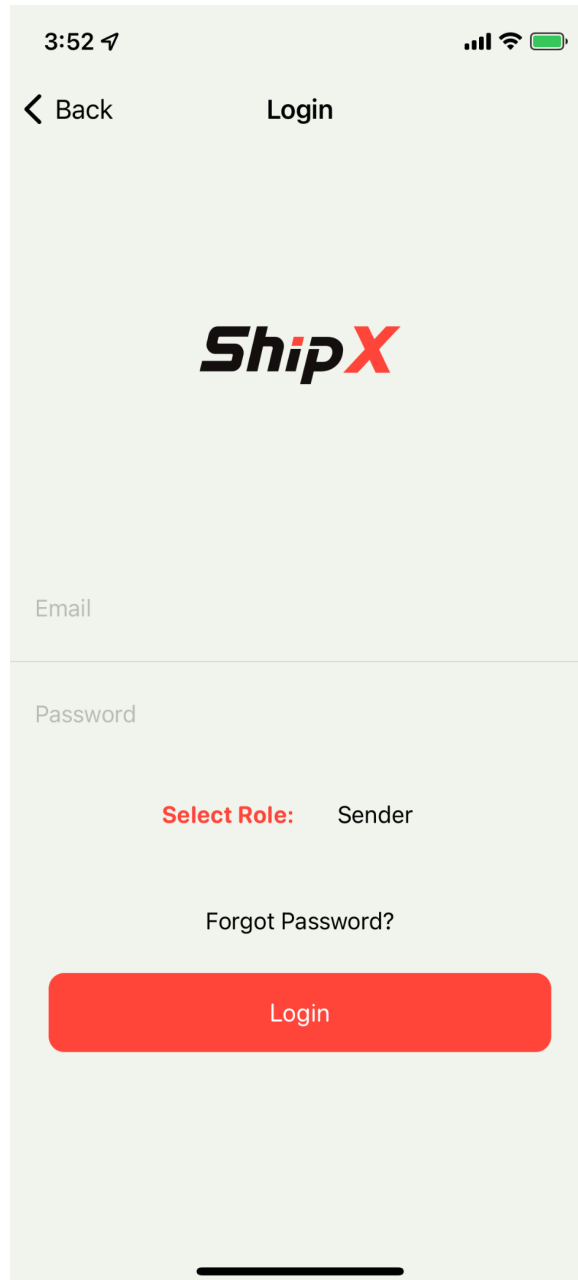 3:52
Back Login
ShipX
Email
Password
Select Role: Sender
Forgot Password?
Login